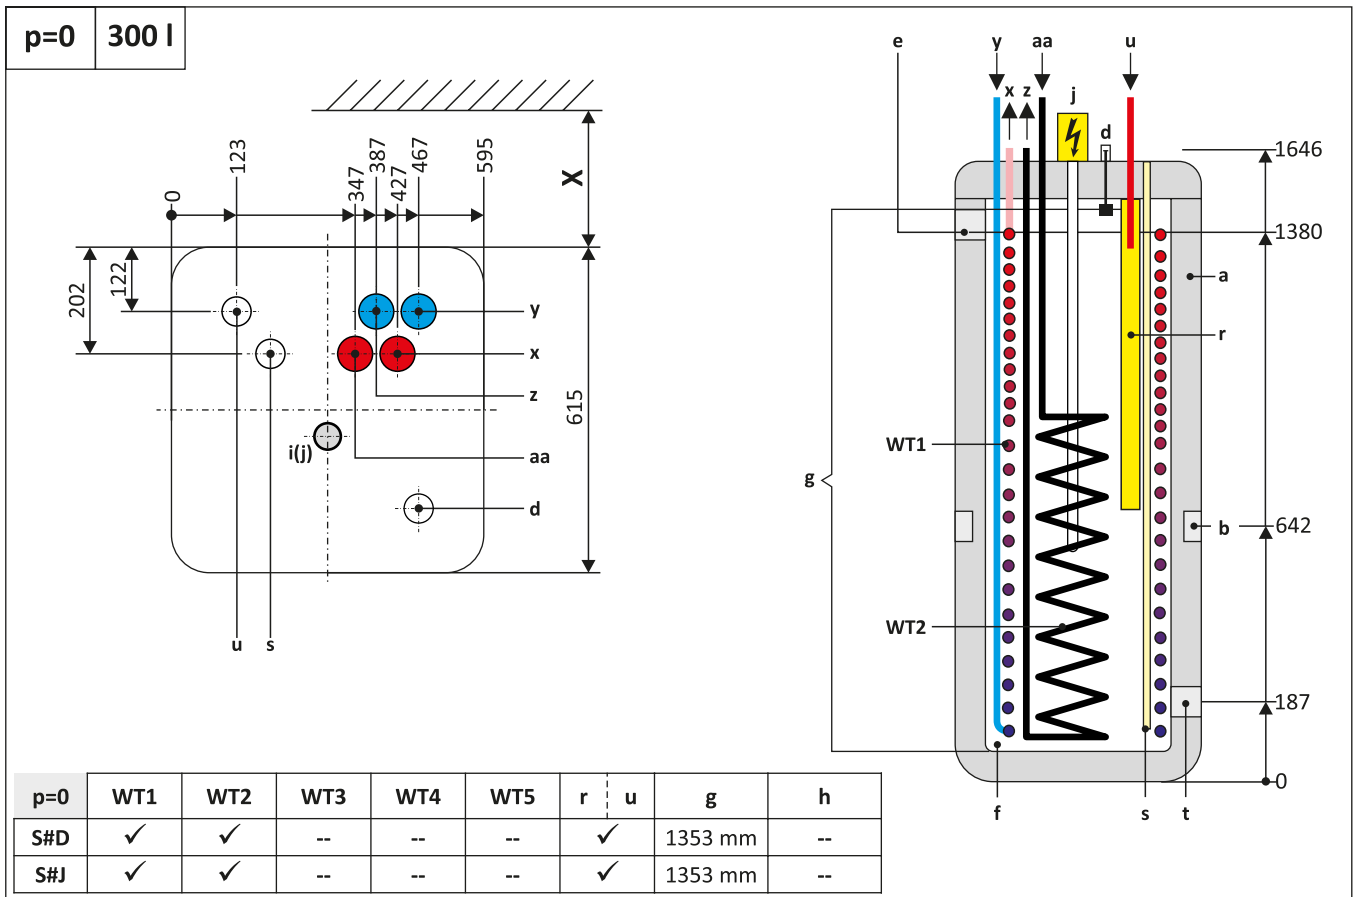 p=0 300 l
e y aa u
x z j d
0 123 347 387 427 467 595 X
1646
1380
202 122
a
y
r
x
z
615
i(j)
aa
WT1
g
d
b 642
WT2
u s
187
0
f s t
p=0 WT1 WT2 WT3 WT4 WT5 r u g h
S#D ✓ ✓ -- -- -- ✓ 1353 mm --
S#J ✓ ✓ -- -- -- ✓ 1353 mm --